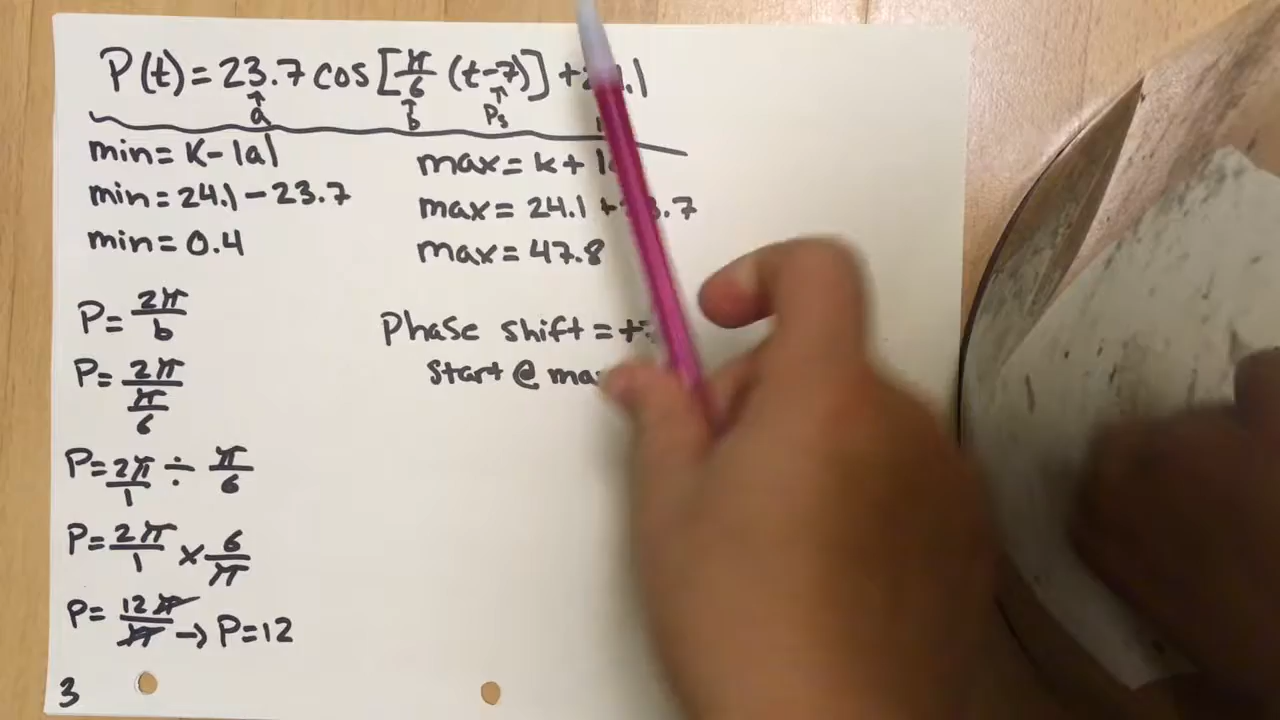 P(t) = 23.7 cos [π/6 (t-7)] + .1
a b Ps
min = K - |a|
min = 24.1 - 23.7
min = 0.4
max = k +
max = 24.1 + .7
max = 47.8
P = 2π/b
P = 2π/π/6
P = 2π/1 ÷ π/6
P = 2π/1 × 6/π
P = 12π/π → P = 12
Phase shift = +
Start @
3